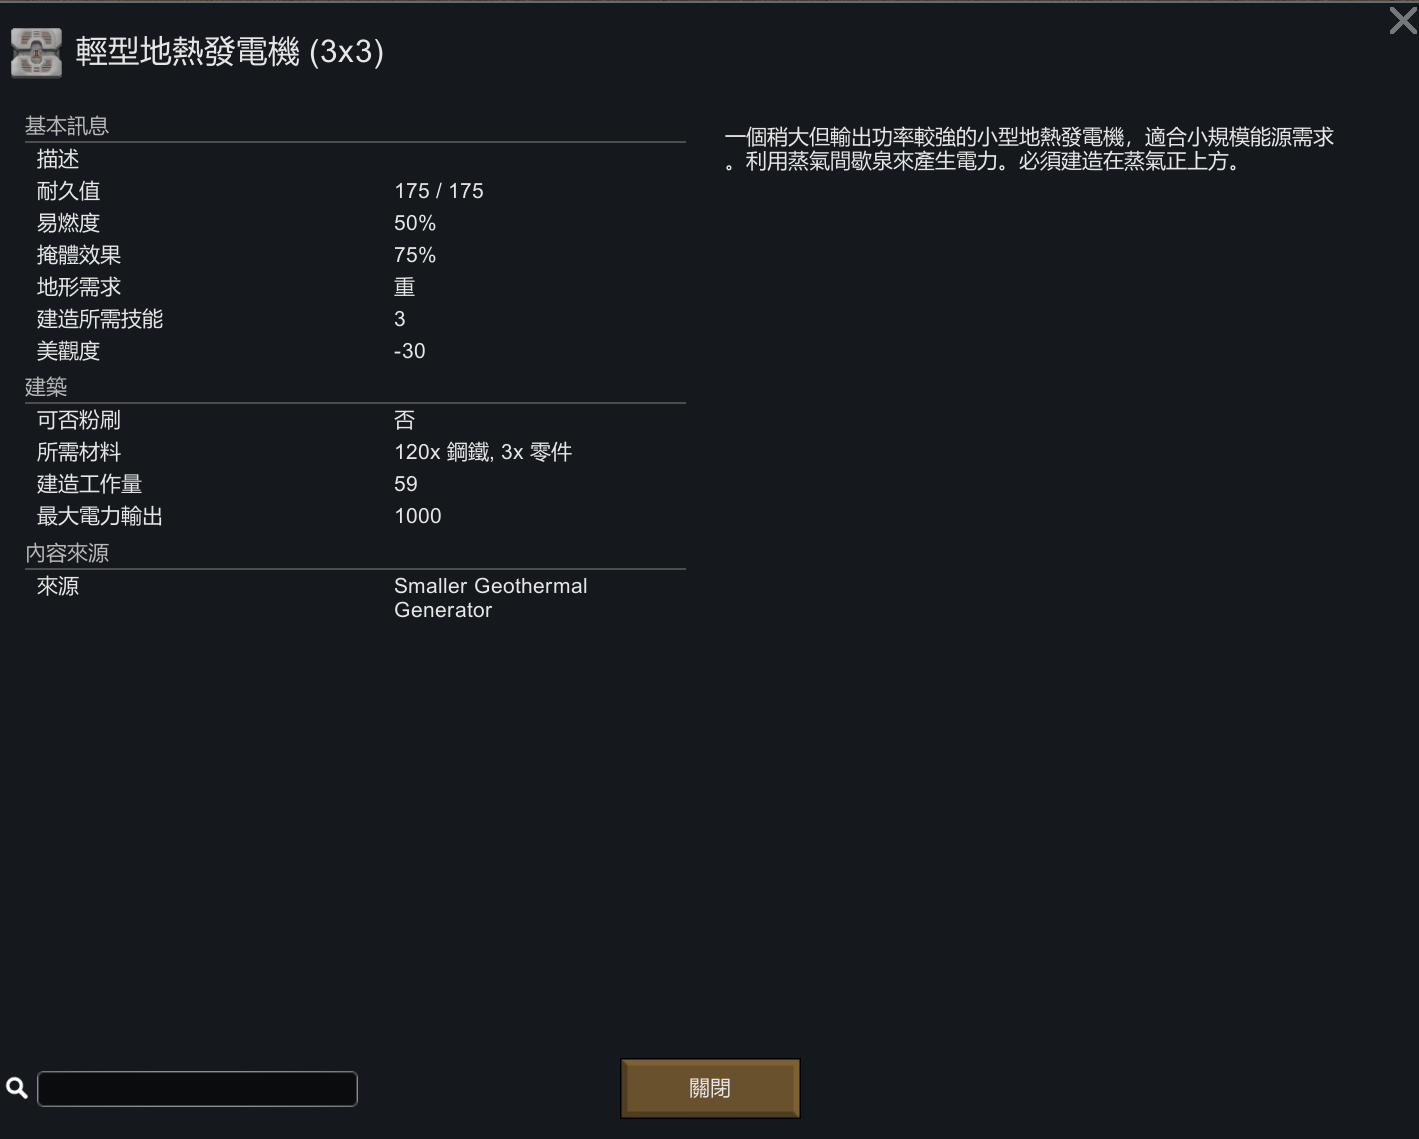 輕型地熱發電機 (3x3)
基本訊息
描述
耐久值 175 / 175
易燃度 50%
掩體效果 75%
地形需求 重
建造所需技能 3
美觀度 -30
建築
可否粉刷 否
所需材料 120x 鋼鐵, 3x 零件
建造工作量 59
最大電力輸出 1000
內容來源
來源 Smaller Geothermal
Generator
一個稍大但輸出功率較強的小型地熱發電機，適合小規模能源需求
。利用蒸氣間歇泉來產生電力。必須建造在蒸氣正上方。
關閉